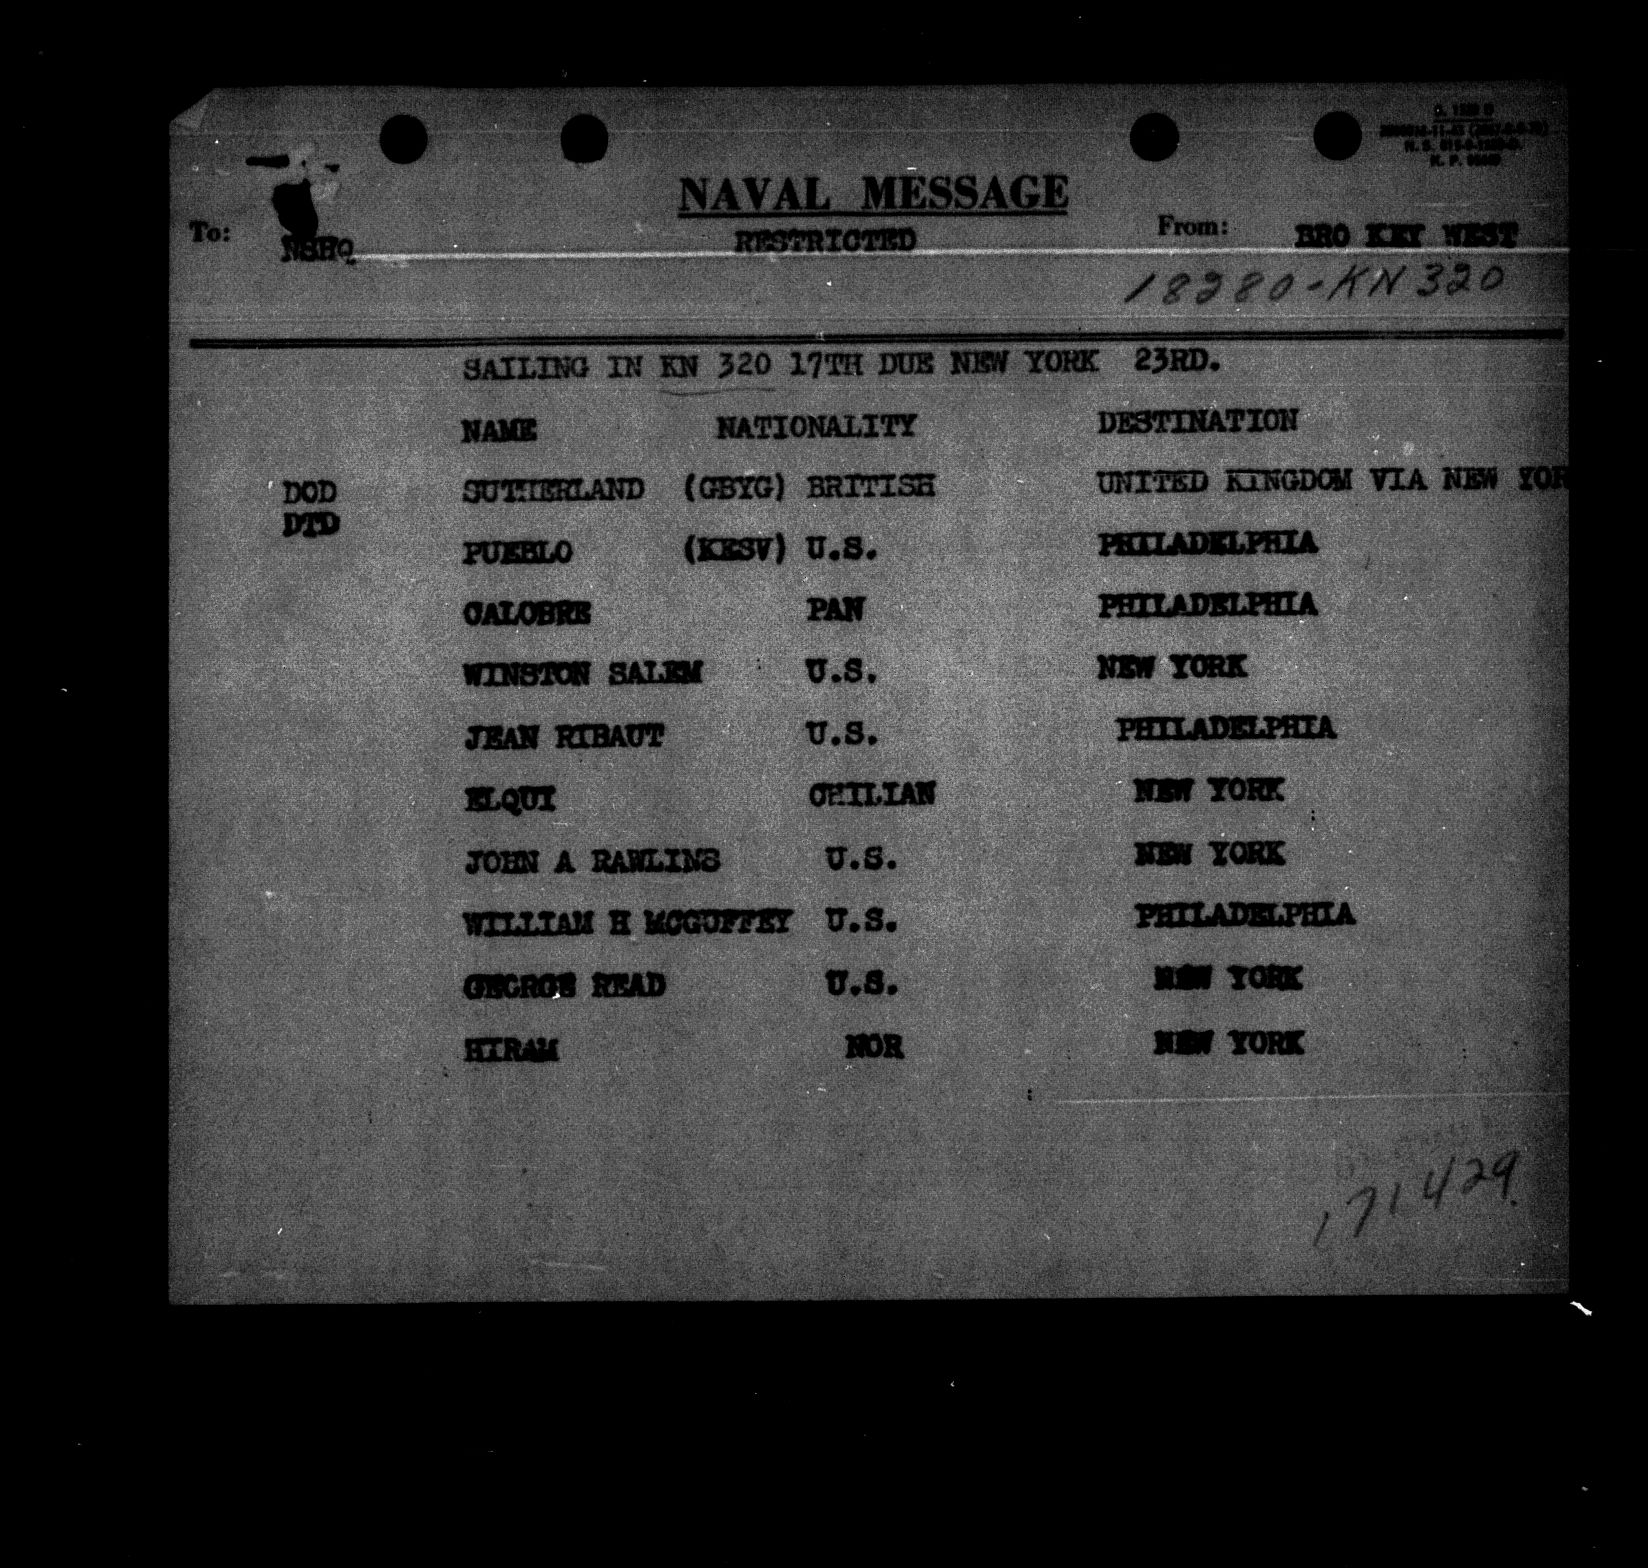 NAVAL MESSAGE
To: NSHQ RESTRICTED From: BRO KEY WEST
18280-KN 320
SAILING IN KN 320 17TH DUE NEW YORK 23RD.
NAME NATIONALITY DESTINATION
DOD SUTHERLAND (GBYG) BRITISH UNITED KINGDOM VIA NEW YOR
DTD
PUEBLO (KESV) U.S. PHILADELPHIA
CALOBRE PAN PHILADELPHIA
WINSTON SALEM U.S. NEW YORK
JEAN RIBAUT U.S. PHILADELPHIA
ELQUI CHILIAN NEW YORK
JOHN A RAWLINS U.S. NEW YORK
WILLIAM H MCGUFFEY U.S. PHILADELPHIA
GEORGE READ U.S. NEW YORK
HIRAM NOR NEW YORK
171429